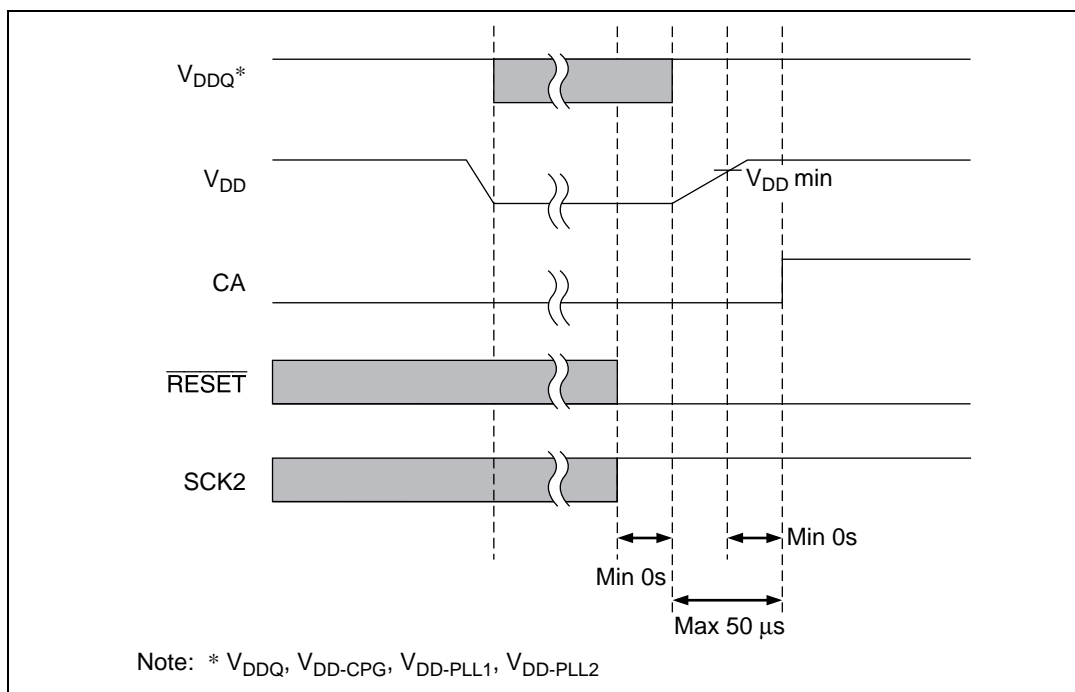 VDDQ*
VDD
VDD min
CA
RESET
SCK2
Min 0s
Min 0s
Max 50 μs
Note: * VDDQ, VDD-CPG, VDD-PLL1, VDD-PLL2